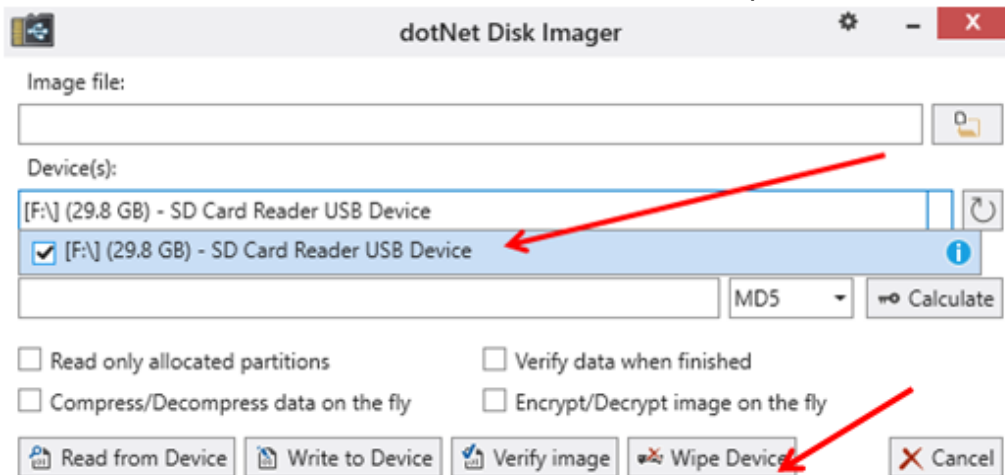 dotNet Disk Imager
Image file:
Device(s):
[F:\] (29.8 GB) - SD Card Reader USB Device
[F:\] (29.8 GB) - SD Card Reader USB Device
MD5 Calculate
Read only allocated partitions Verify data when finished
Compress/Decompress data on the fly Encrypt/Decrypt image on the fly
Read from Device Write to Device Verify image Wipe Device Cancel